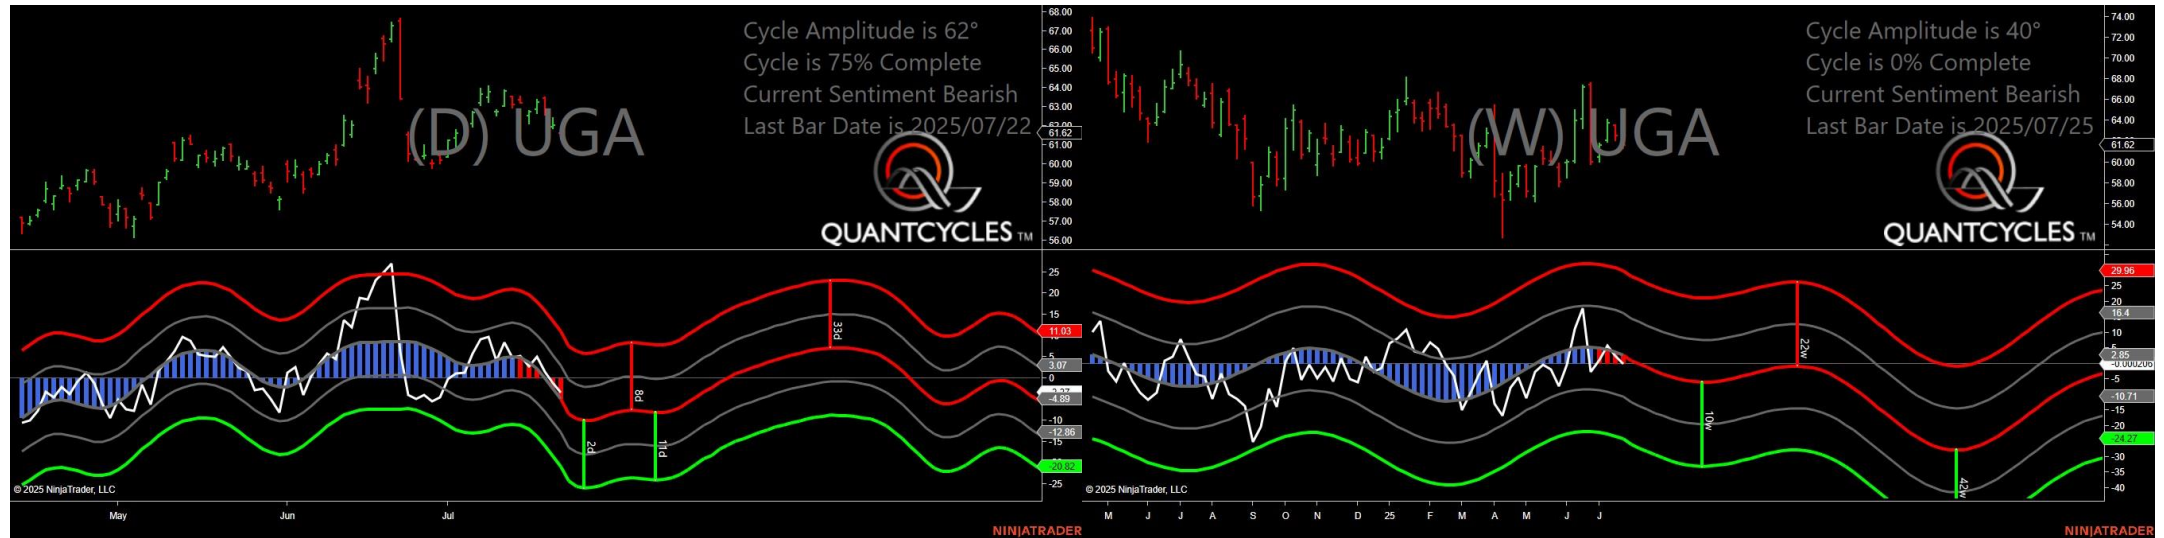 Cycle Amplitude is 62°
Cycle is 75% Complete
Current Sentiment Bearish
Last Bar Date is 2025/07/22
(D) UGA
QUANTCYCLES TM
68.00
67.00
66.00
65.00
64.00
63.00
61.62
61.00
60.00
59.00
58.00
57.00
56.00
25
20
15
11.03
5
3.07
0
-4.89
-10
-12.86
-15
-20.82
-25
2d
8d
11d
33d
© 2025 NinjaTrader, LLC
May Jun Jul
NINJATRADER
Cycle Amplitude is 40°
Cycle is 0% Complete
Current Sentiment Bearish
Last Bar Date is 2025/07/25
(W) UGA
QUANTCYCLES TM
74.00
72.00
70.00
68.00
66.00
64.00
61.62
60.00
58.00
56.00
54.00
29.96
25
20
16.4
10
5
2.85
-0.000206
-5
-10.71
-15
-20
-24.27
-30
-35
-40
10w
22w
42w
© 2025 NinjaTrader, LLC
M J J A S O N D 25 F M A M J J
NINJATRADER